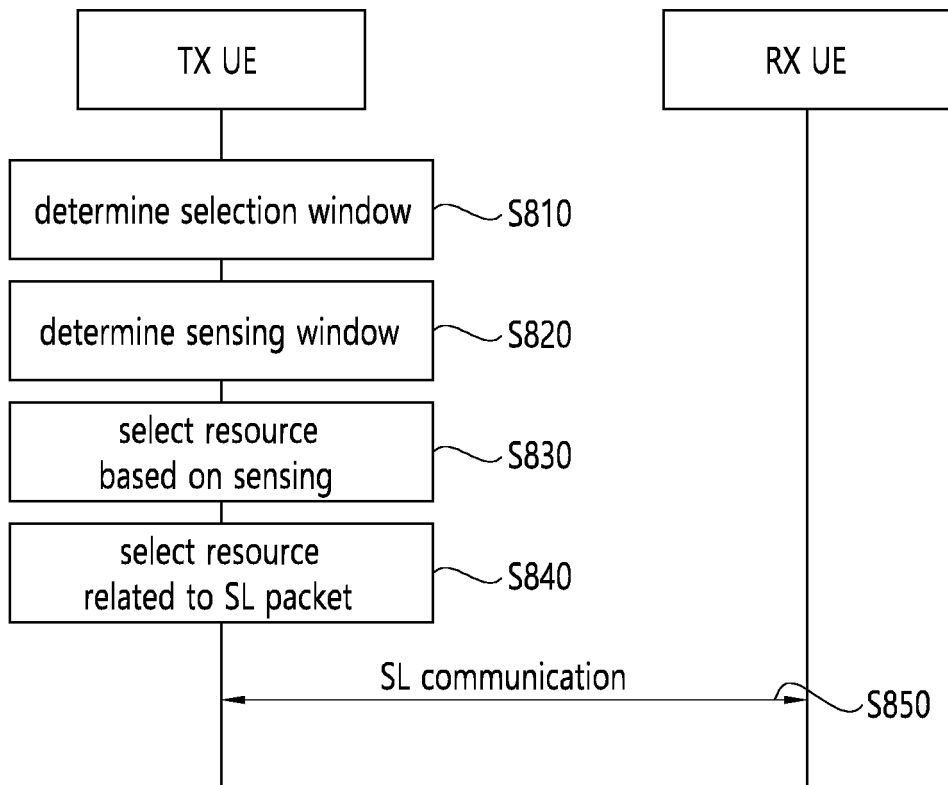 TX UE
RX UE
determine selection window
S810
determine sensing window
S820
select resource
based on sensing
S830
select resource
related to SL packet
S840
SL communication
S850